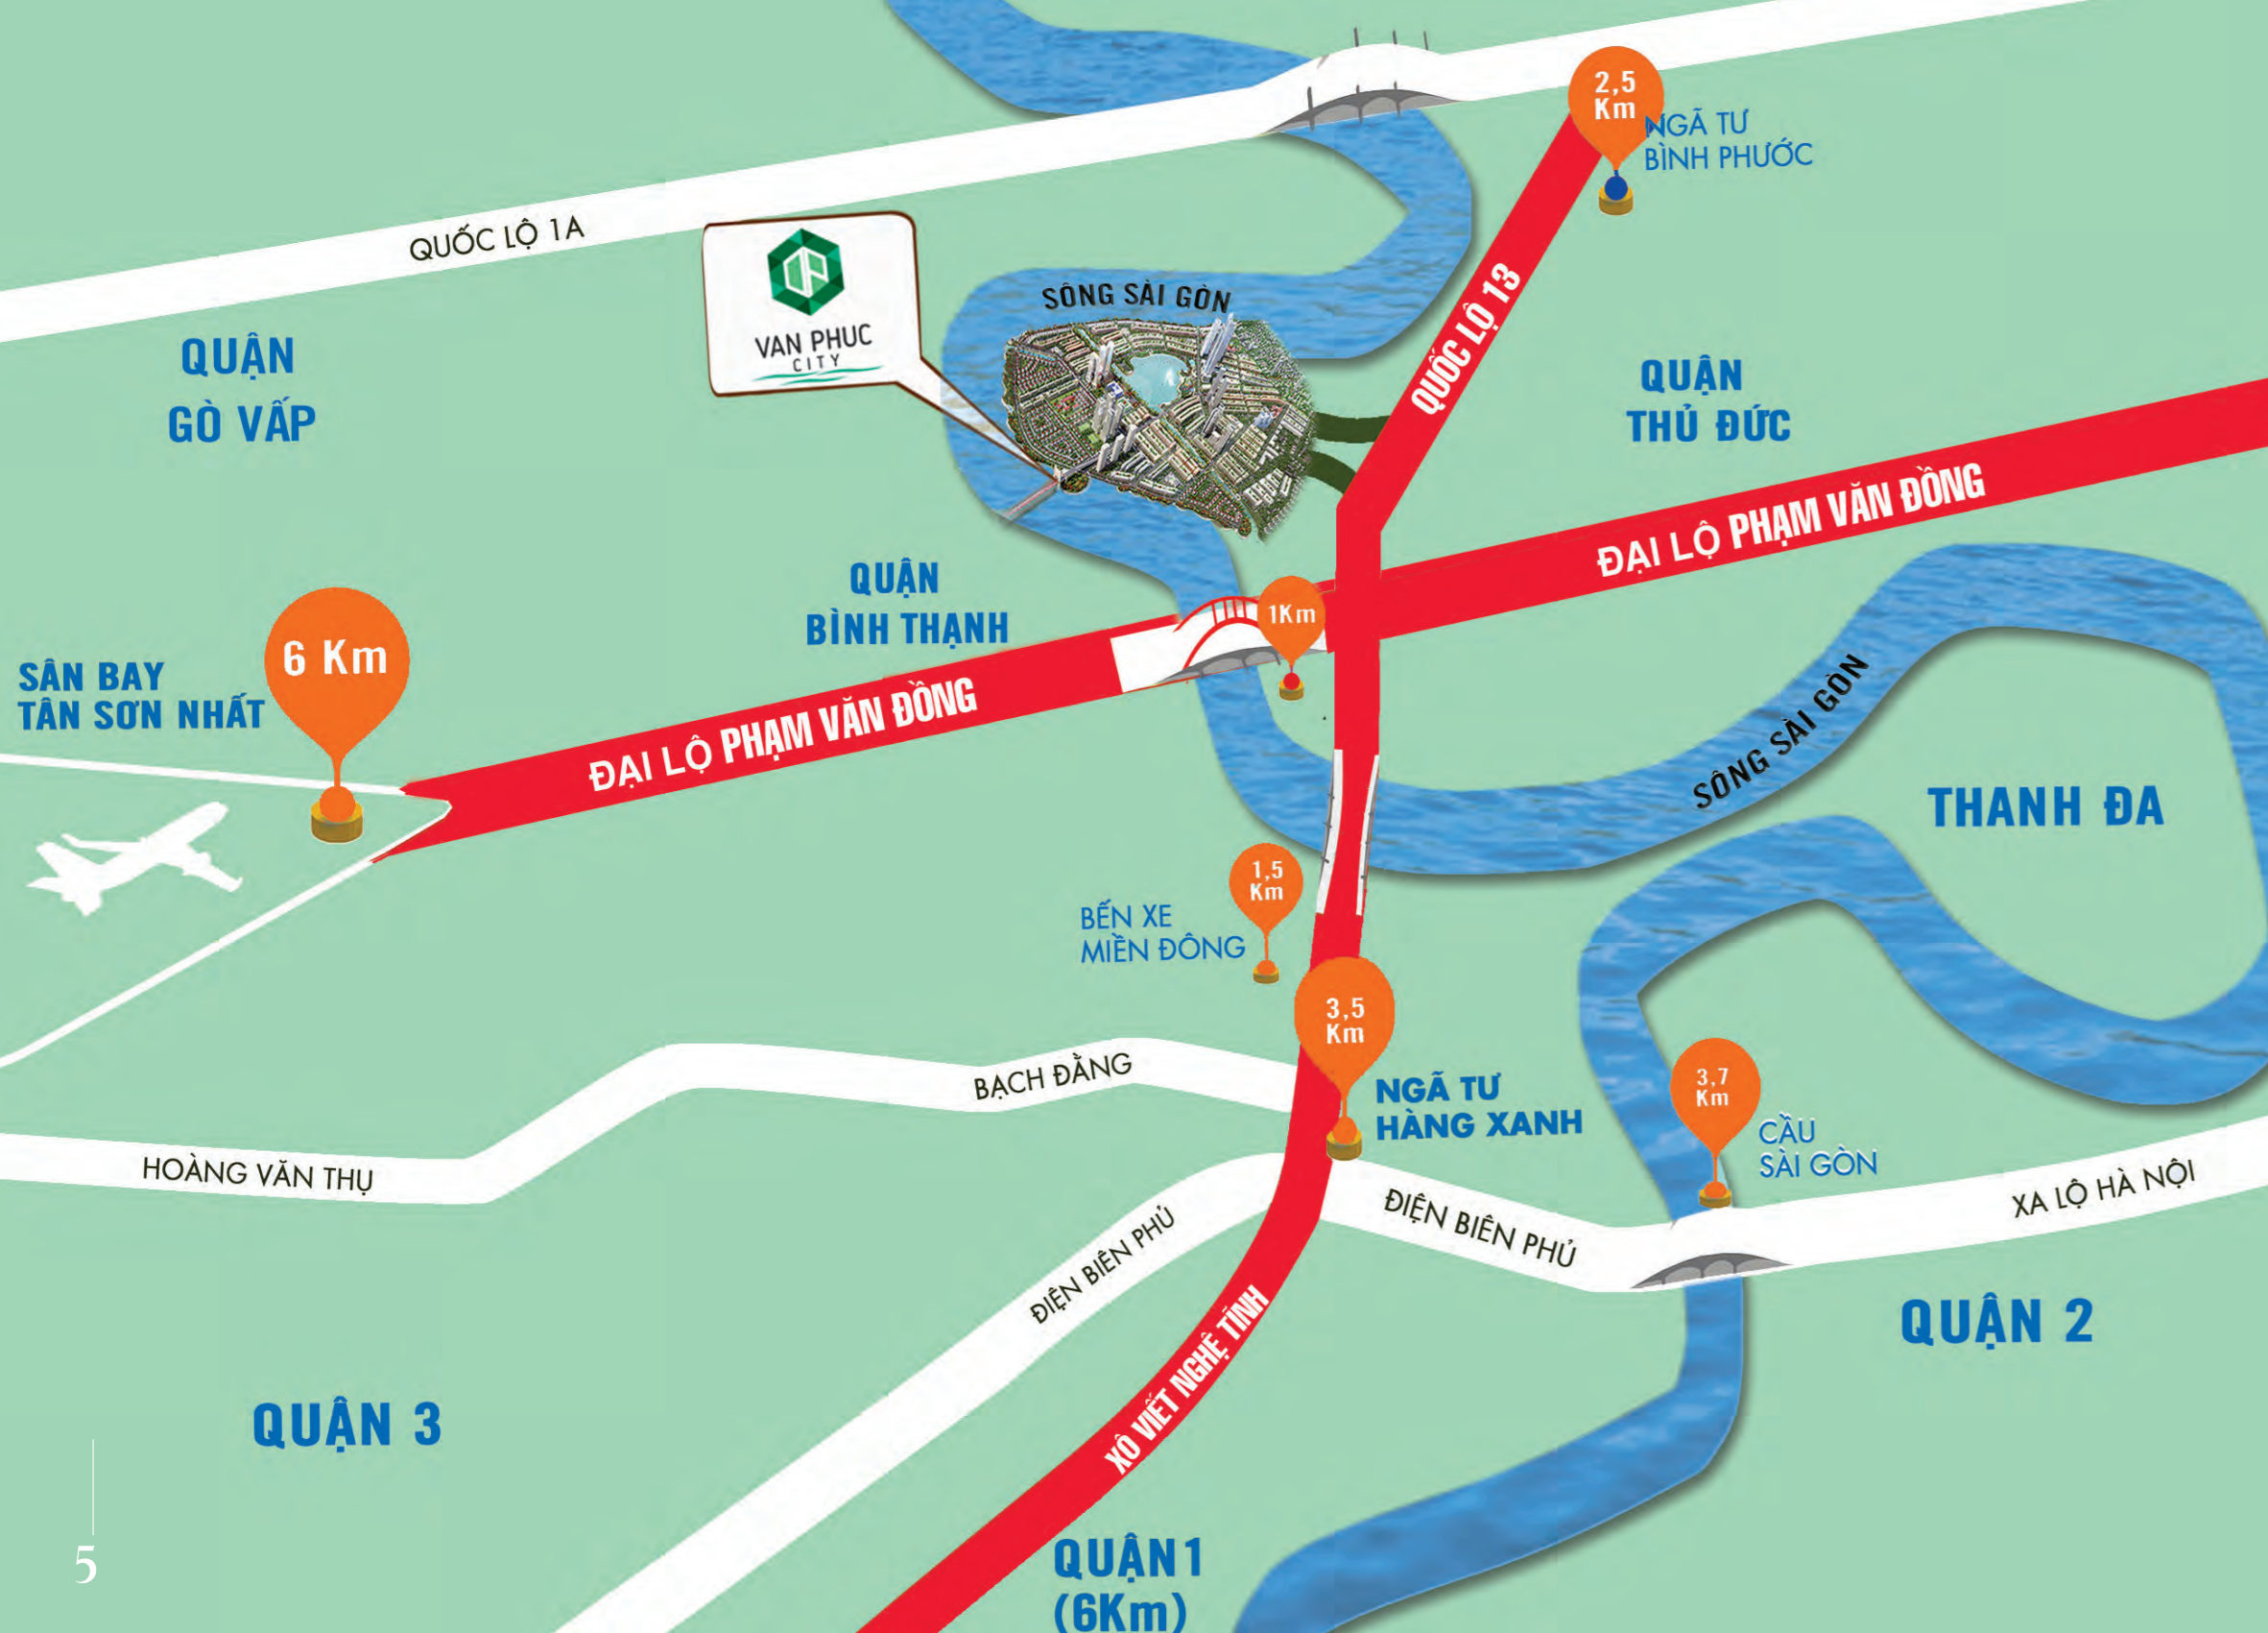 2,5
Km
NGÃ TƯ
BÌNH PHƯỚC
QUỐC LỘ 1A
VAN PHUC
CITY
SÔNG SÀI GÒN
QUỐC LỘ 13
QUẬN
GÒ VẤP
QUẬN
THỦ ĐỨC
ĐẠI LỘ PHẠM VĂN ĐỒNG
QUẬN
BÌNH THẠNH
1Km
6 Km
SÂN BAY
TÂN SƠN NHẤT
ĐẠI LỘ PHẠM VĂN ĐỒNG
SÔNG SÀI GÒN
THANH ĐA
1,5
Km
BẾN XE
MIỀN ĐÔNG
3,5
Km
NGÃ TƯ
HÀNG XANH
BẠCH ĐẰNG
3,7
Km
CẦU
SÀI GÒN
HOÀNG VĂN THỤ
ĐIỆN BIÊN PHỦ
ĐIỆN BIÊN PHỦ
XA LỘ HÀ NỘI
XÔ VIẾT NGHỆ TĨNH
QUẬN 2
QUẬN 3
QUẬN 1
(6Km)
5